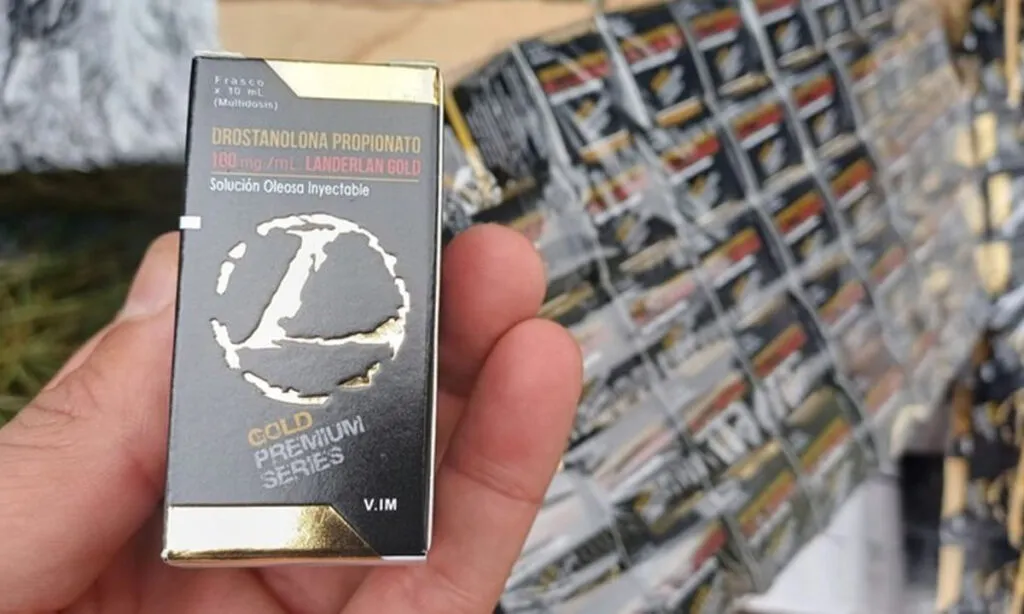 Frasco
x 10 mL
(Multidosis)
DROSTANOLONA PROPIONATO
100 mg/mL LANDERLAN GOLD
Solución Oleosa Inyectable
GOLD
PREMIUM
SERIES
V.IM